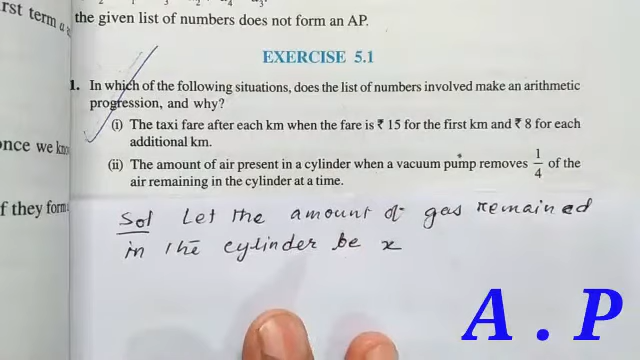 rst term a
the given list of numbers does not form an AP.
EXERCISE 5.1
1. In which of the following situations, does the list of numbers involved make an arithmetic
progression, and why?
(i) The taxi fare after each km when the fare is ₹ 15 for the first km and ₹ 8 for each
additional km.
(ii) The amount of air present in a cylinder when a vacuum pump removes 1/4 of the
air remaining in the cylinder at a time.
once we
f they form
Sol Let the amount of gas remained
in the cylinder be x
A . P